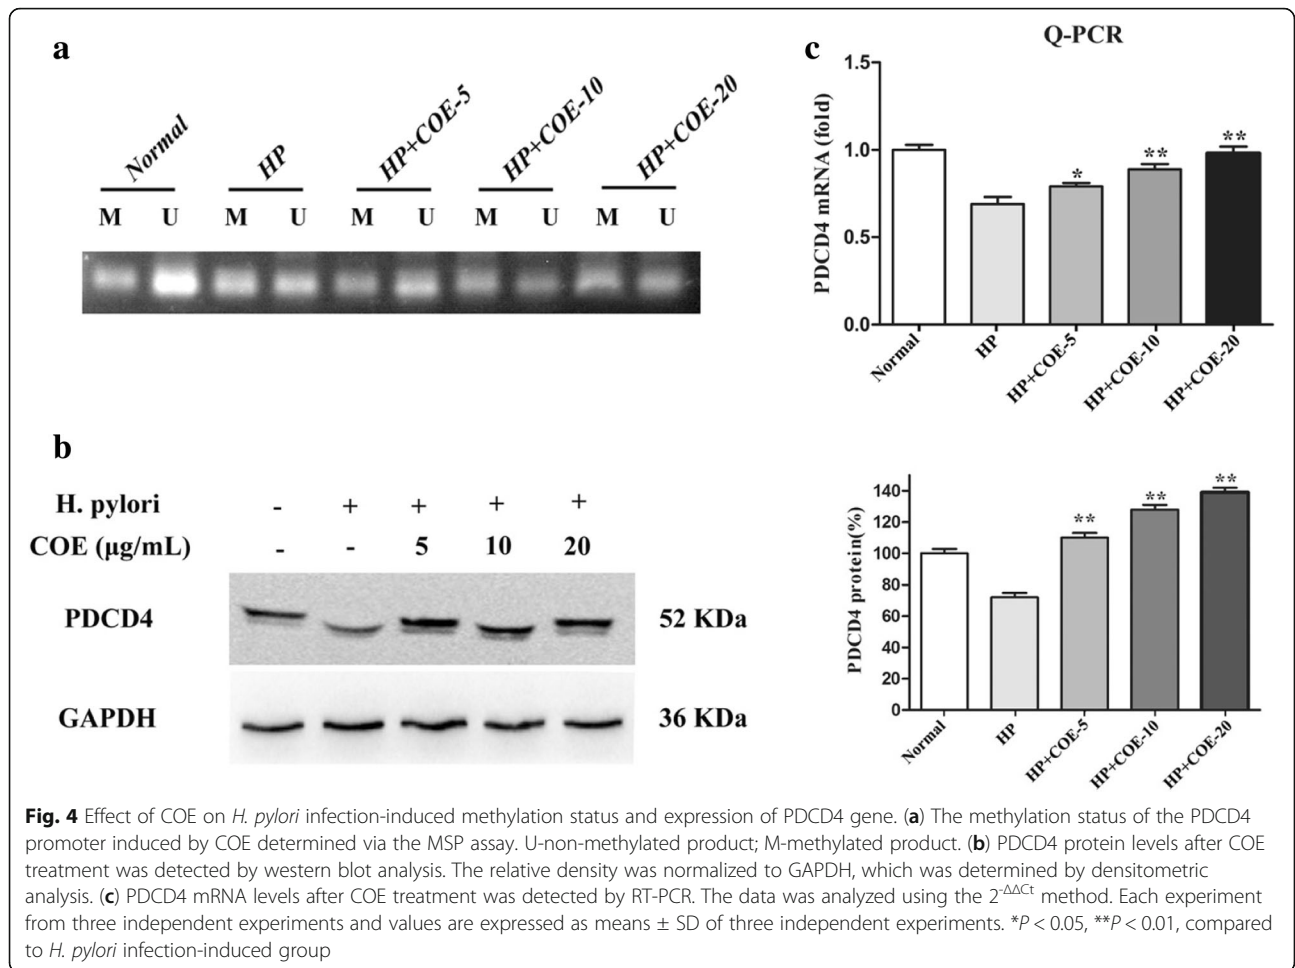 a
Normal HP HP+COE-5 HP+COE-10 HP+COE-20
M U M U M U M U M U
c
Q-PCR
PDCD4 mRNA (fold)
1.5
1.0
0.5
0.0
* ** **
Normal HP HP+COE-5 HP+COE-10 HP+COE-20
b
H. pylori - + + + +
COE (μg/mL) - - 5 10 20
PDCD4 52 KDa
GAPDH 36 KDa
PDCD4 protein(%)
140
120
100
80
60
40
20
0
** ** **
Normal HP HP+COE-5 HP+COE-10 HP+COE-20
Fig. 4 Effect of COE on H. pylori infection-induced methylation status and expression of PDCD4 gene. (a) The methylation status of the PDCD4
promoter induced by COE determined via the MSP assay. U-non-methylated product; M-methylated product. (b) PDCD4 protein levels after COE
treatment was detected by western blot analysis. The relative density was normalized to GAPDH, which was determined by densitometric
analysis. (c) PDCD4 mRNA levels after COE treatment was detected by RT-PCR. The data was analyzed using the 2-ΔΔCt method. Each experiment
from three independent experiments and values are expressed as means ± SD of three independent experiments. *P < 0.05, **P < 0.01, compared
to H. pylori infection-induced group